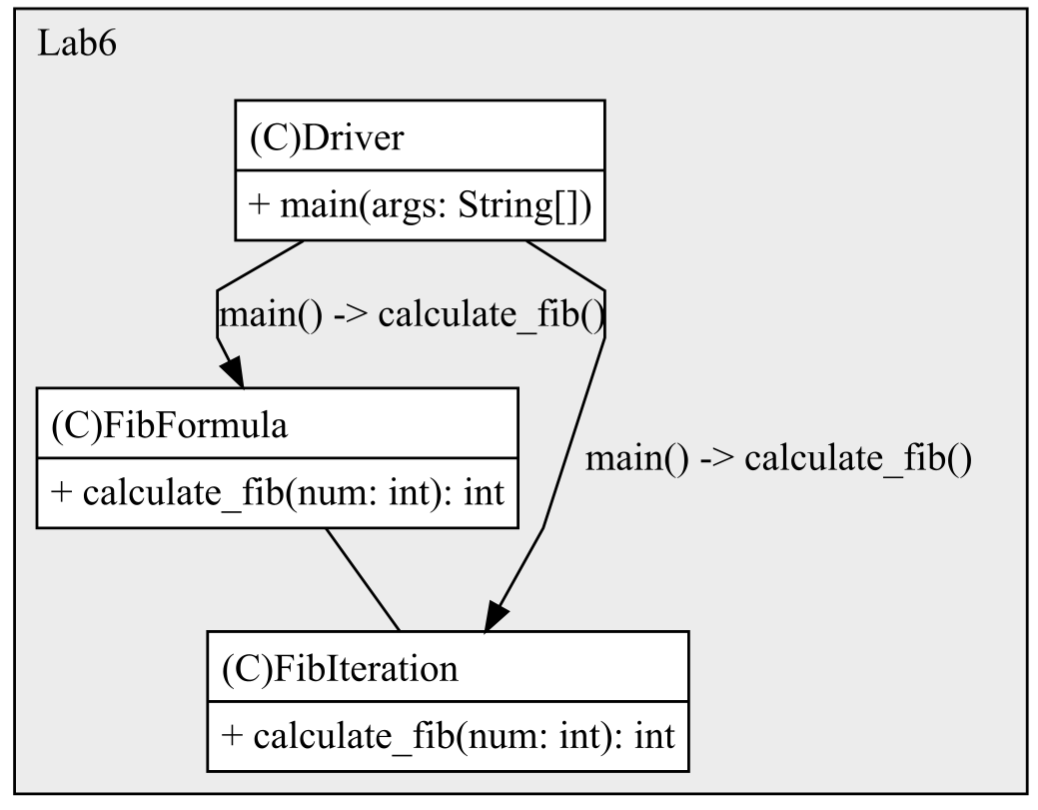 Lab6
(C)Driver
+ main(args: String[])
main() -> calculate_fib()
(C)FibFormula
+ calculate_fib(num: int): int
main() -> calculate_fib()
(C)FibIteration
+ calculate_fib(num: int): int